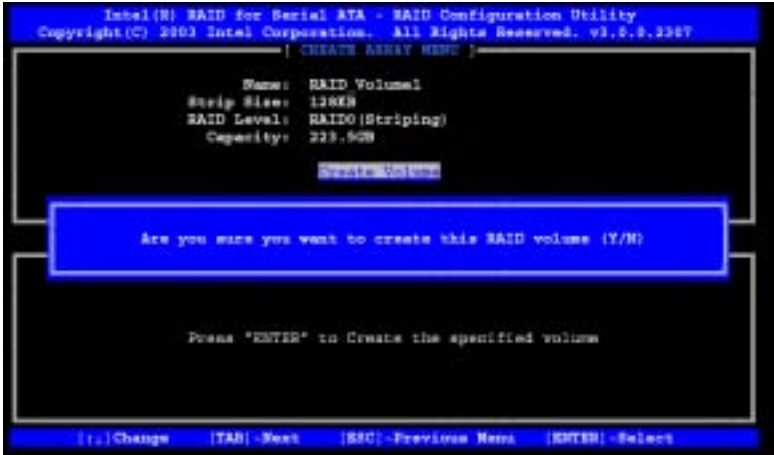 Intel(R) RAID for Serial ATA - RAID Configuration Utility
Copyright(C) 2003 Intel Corporation. All Rights Reserved. v3.0.0.2307
[ CREATE ARRAY MENU ]
Name: RAID Volume1
Strip Size: 128KB
RAID Level: RAID0(Striping)
Capacity: 223.5GB
Create Volume
Are you sure you want to create this RAID volume (Y/N)
Press "ENTER" to Create the specified volume
[↑↓]Change [TAB]-Next [ESC]-Previous Menu [ENTER]-Select